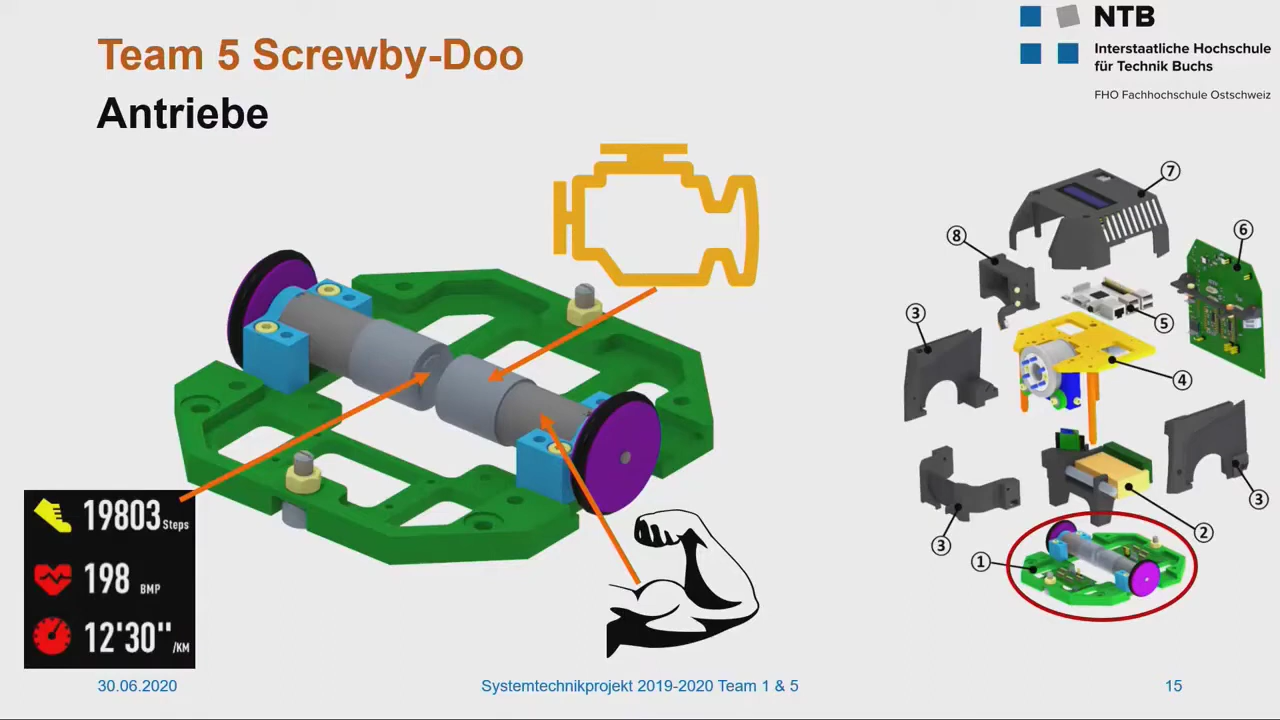 Team 5 Screwby-Doo
Antriebe
NTB
Interstaatliche Hochschule
für Technik Buchs
FHO Fachhochschule Ostschweiz
7
8
6
3
5
4
3
3
2
1
19803 Steps
198 BMP
12'30" /KM
30.06.2020
Systemtechnikprojekt 2019-2020 Team 1 & 5
15